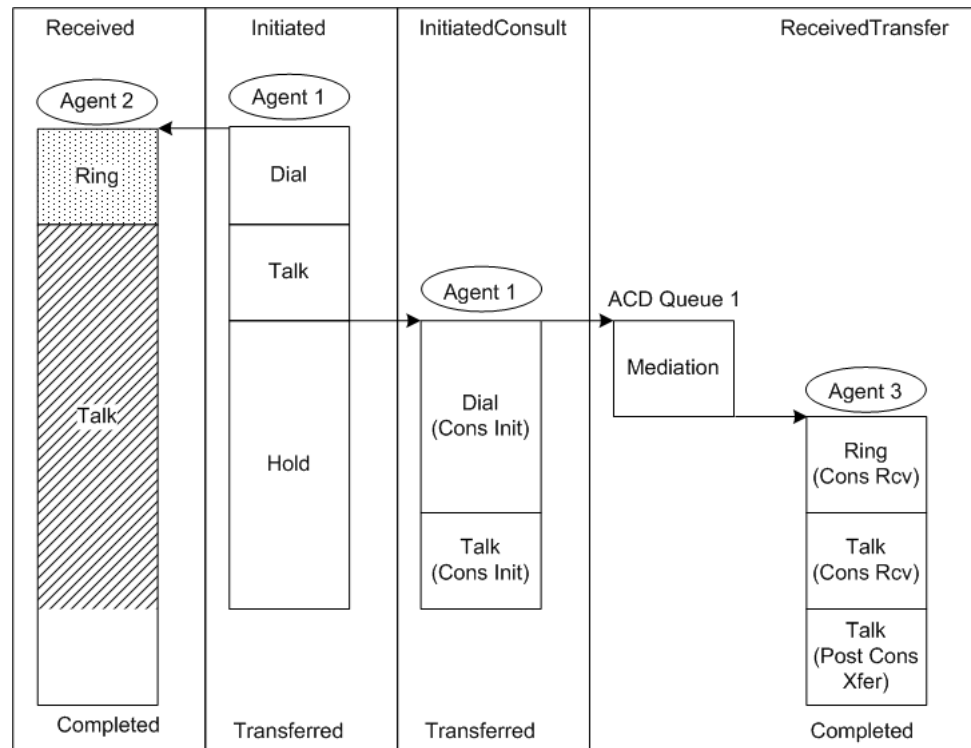 Received
Initiated
InitiatedConsult
ReceivedTransfer
Agent 2
Agent 1
Ring
Dial
Talk
Talk
Agent 1
ACD Queue 1
Mediation
Agent 3
Dial
(Cons Init)
Hold
Ring
(Cons Rcv)
Talk
(Cons Init)
Talk
(Cons Rcv)
Talk
(Post Cons
Xfer)
Completed
Transferred
Transferred
Completed